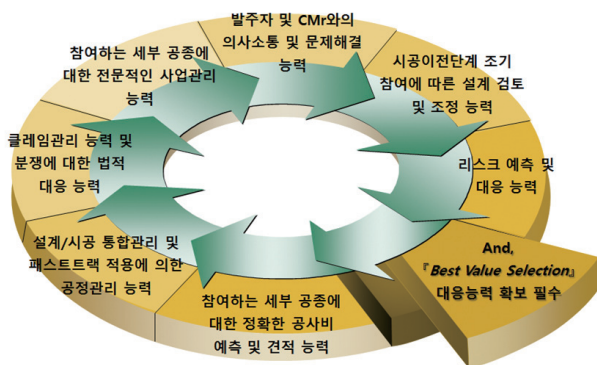 발주자 및 CMr와의
의사소통 및 문제해결
능력
시공이전단계 조기
참여에 따른 설계 검토
및 조정 능력
리스크 예측 및
대응 능력
And,
『Best Value Selection』
대응능력 확보 필수
참여하는 세부 공종에
대한 정확한 공사비
예측 및 견적 능력
설계/시공 통합관리 및
패스트트랙 적용에 의한
공정관리 능력
클레임관리 능력 및
분쟁에 대한 법적
대응 능력
참여하는 세부 공종에
대한 전문적인 사업관리
능력